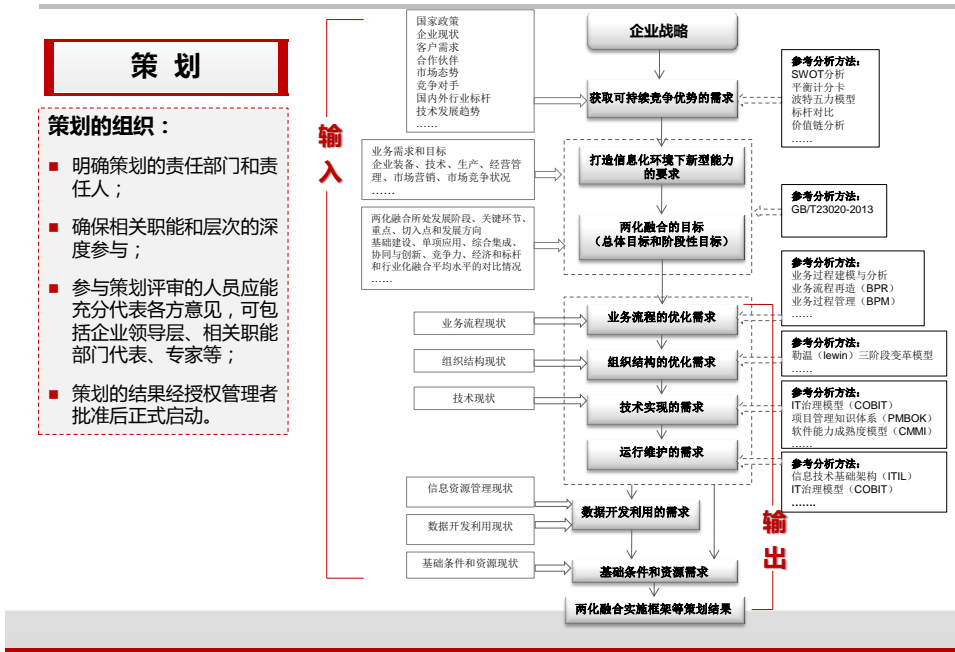 策 划
策划的组织：
■ 明确策划的责任部门和责
任人；
■ 确保相关职能和层次的深
度参与；
■ 参与策划评审的人员应能
充分代表各方意见，可包
括企业领导层、相关职能
部门代表、专家等；
■ 策划的结果经授权管理者
批准后正式启动。
输
入
国家政策
企业现状
客户需求
合作伙伴
市场态势
竞争对手
国内外行业标杆
技术发展趋势
……
业务需求和目标
企业装备、技术、生产、经营管
理、市场营销、市场竞争状况
……
两化融合所处发展阶段、关键环节、
重点、切入点和发展方向
基础建设、单项应用、综合集成、
协同与创新、竞争力、经济和标杆
和行业化融合平均水平的对比情况
……
业务流程现状
组织结构现状
技术现状
信息资源管理现状
数据开发利用现状
基础条件和资源现状
企业战略
获取可持续竞争优势的需求
打造信息化环境下新型能力
的要求
两化融合的目标
（总体目标和阶段性目标）
业务流程的优化需求
组织结构的优化需求
技术实现的需求
运行维护的需求
数据开发利用的需求
基础条件和资源需求
两化融合实施框架等策划结果
参考分析方法:
SWOT分析
平衡计分卡
波特五力模型
标杆对比
价值链分析
……
参考分析方法:
GB/T23020-2013
参考分析方法:
业务过程建模与分析
业务流程再造（BPR）
业务过程管理（BPM）
……
参考分析方法:
勒温（lewin）三阶段变革模型
……
参考分析方法:
IT治理模型（COBIT）
项目管理知识体系（PMBOK）
软件能力成熟度模型（CMMI）
……
参考分析方法:
信息技术基础架构（ITIL）
IT治理模型（COBIT）
…….
输
出